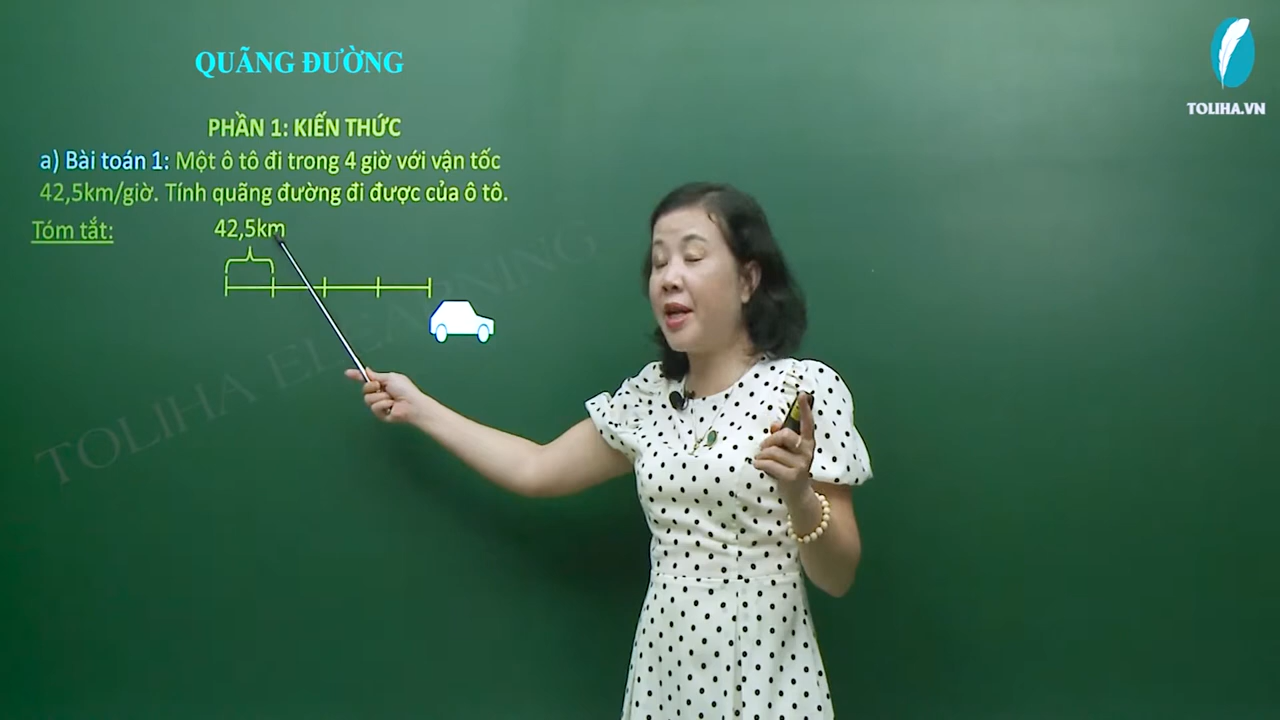 QUÃNG ĐƯỜNG
TOLIHA.VN
PHẦN 1: KIẾN THỨC
a) Bài toán 1: Một ô tô đi trong 4 giờ với vận tốc
42,5km/giờ. Tính quãng đường đi được của ô tô.
Tóm tắt:
42,5km
TOLIHA ELEARNING